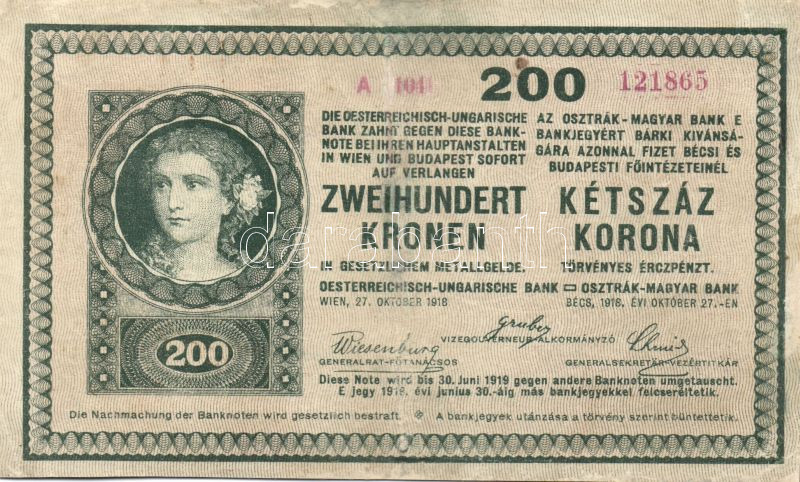 A 1041 200 121865
DIE OESTERREICHISCH-UNGARISCHE
BANK ZAHLT GEGEN DIESE BANK-
NOTE BEI IHREN HAUPTANSTALTEN
IN WIEN UND BUDAPEST SOFORT
AUF VERLANGEN
ZWEIHUNDERT
KRONEN
IN GESETZLICHEM METALLGELDE.
OESTERREICHISCH-UNGARISCHE BANK
WIEN, 27. OKTOBER 1918
AZ OSZTRÁK-MAGYAR BANK E
BANKJEGYÉRT BÁRKI KIVÁNSÁ-
GÁRA AZONNAL FIZET BÉCSI ÉS
BUDAPESTI FŐINTÉZETEINÉL
KÉTSZÁZ
KORONA
TÖRVÉNYES ÉRCZPÉNZT.
OSZTRÁK-MAGYAR BANK
BÉCS, 1918. ÉVI OKTOBER 27.-ÉN
darabanth
200
Wiesenburg
GENERALRAT-FŐTANÁCSOS
Gruber
VIZEGOUVERNEUR-ALKORMÁNYZÓ
Schmid
GENERALSEKRETÄR-VEZÉRTITKÁR
Diese Note wird bis 30. Juni 1919 gegen andere Banknoten umgetauscht.
E jegy 1919. évi junius 30.-áig más bankjegyekkel felcseréltetik.
Die Nachmachung der Banknoten wird gesetzlich bestraft. A bankjegyek utánzása a törvény szerint büntettetik.